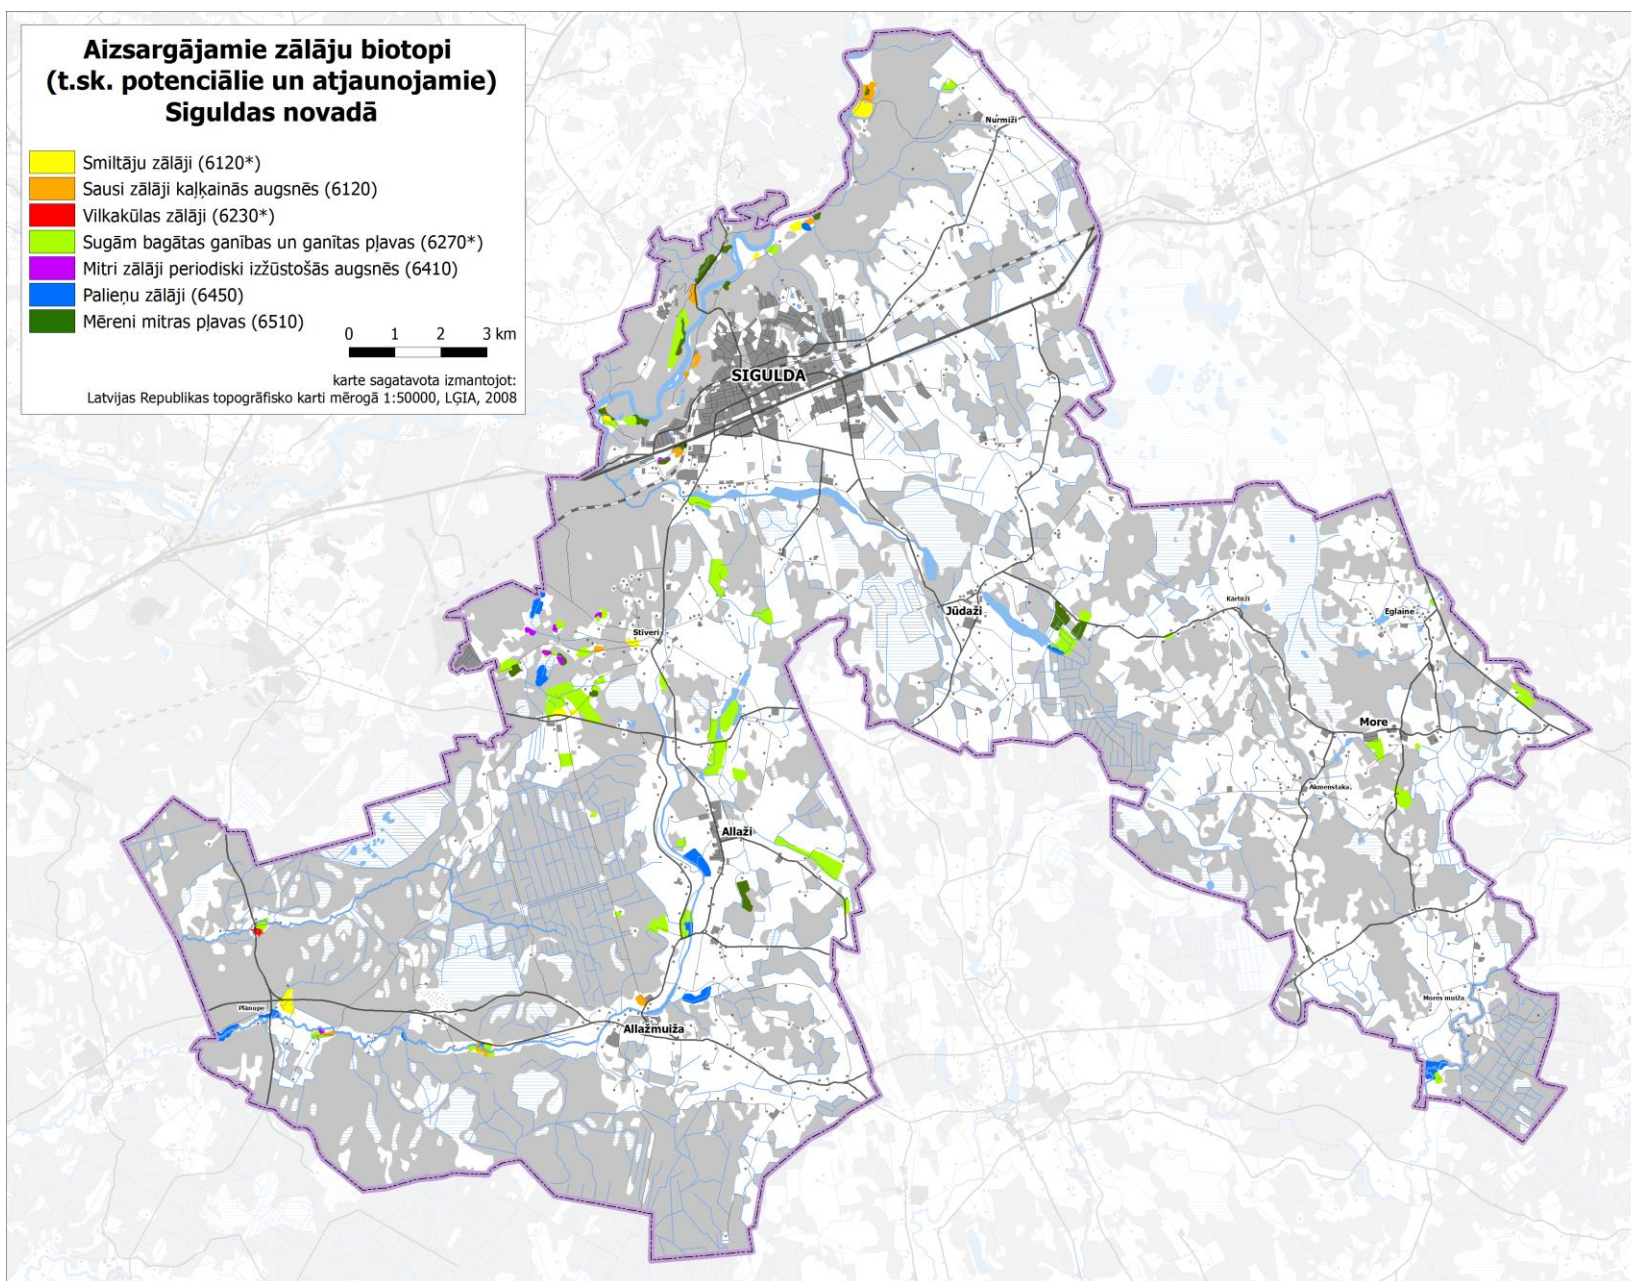 Aizsargājamie zālāju biotopi
(t.sk. potenciālie un atjaunojamie)
Siguldas novadā
Smiltāju zālāji (6120*)
Sausi zālāji kaļķainās augsnēs (6120)
Vilkakūlas zālāji (6230*)
Sugām bagātas ganības un ganītas pļavas (6270*)
Mitri zālāji periodiski izžūstošās augsnēs (6410)
Palieņu zālāji (6450)
Mēreni mitras pļavas (6510)
0 1 2 3 km
karte sagatavota izmantojot:
Latvijas Republikas topogrāfisko karti mērogā 1:50000, LĢIA, 2008
Nurmiži
SIGULDA
Jūdaži
Kartuži
Eglaine
Stīveri
More
Akmenstaka
Allaži
Mores muiža
Plānupe
Allažmuiža